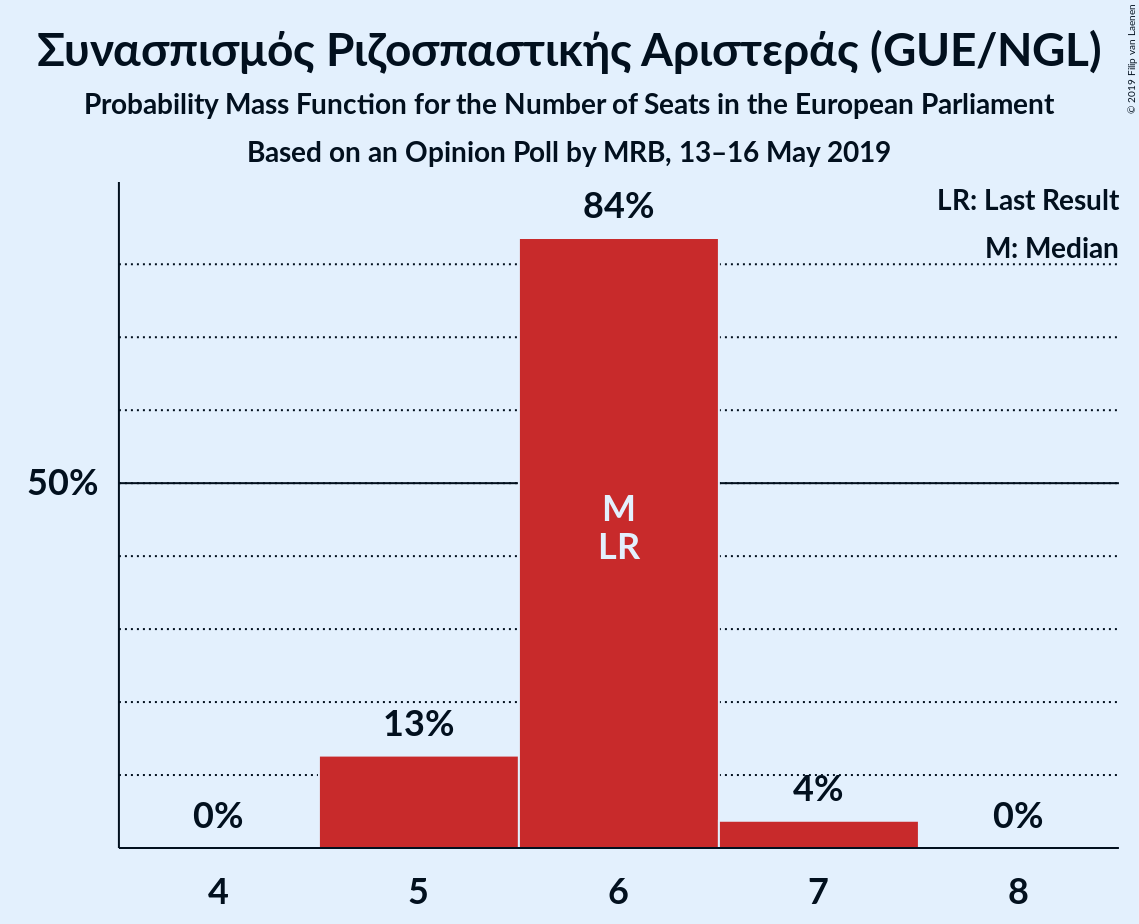 Συνασπισμός Ριζοσπαστικής Αριστεράς (GUE/NGL)
Probability Mass Function for the Number of Seats in the European Parliament
Based on an Opinion Poll by MRB, 13–16 May 2019
© 2019 Filip van Laenen
LR: Last Result
M: Median
84%
50%
M
LR
13%
4%
0%
0%
4
5
6
7
8